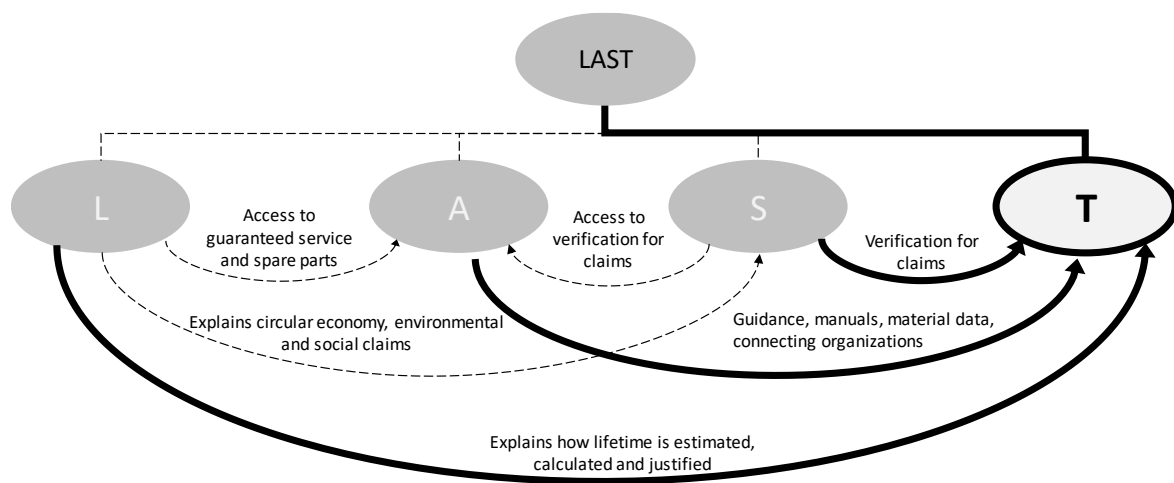 LAST
L
A
S
T
Access to
guaranteed service
and spare parts
Access to
verification for
claims
Verification for
claims
Explains circular economy, environmental
and social claims
Guidance, manuals, material data,
connecting organizations
Explains how lifetime is estimated,
calculated and justified